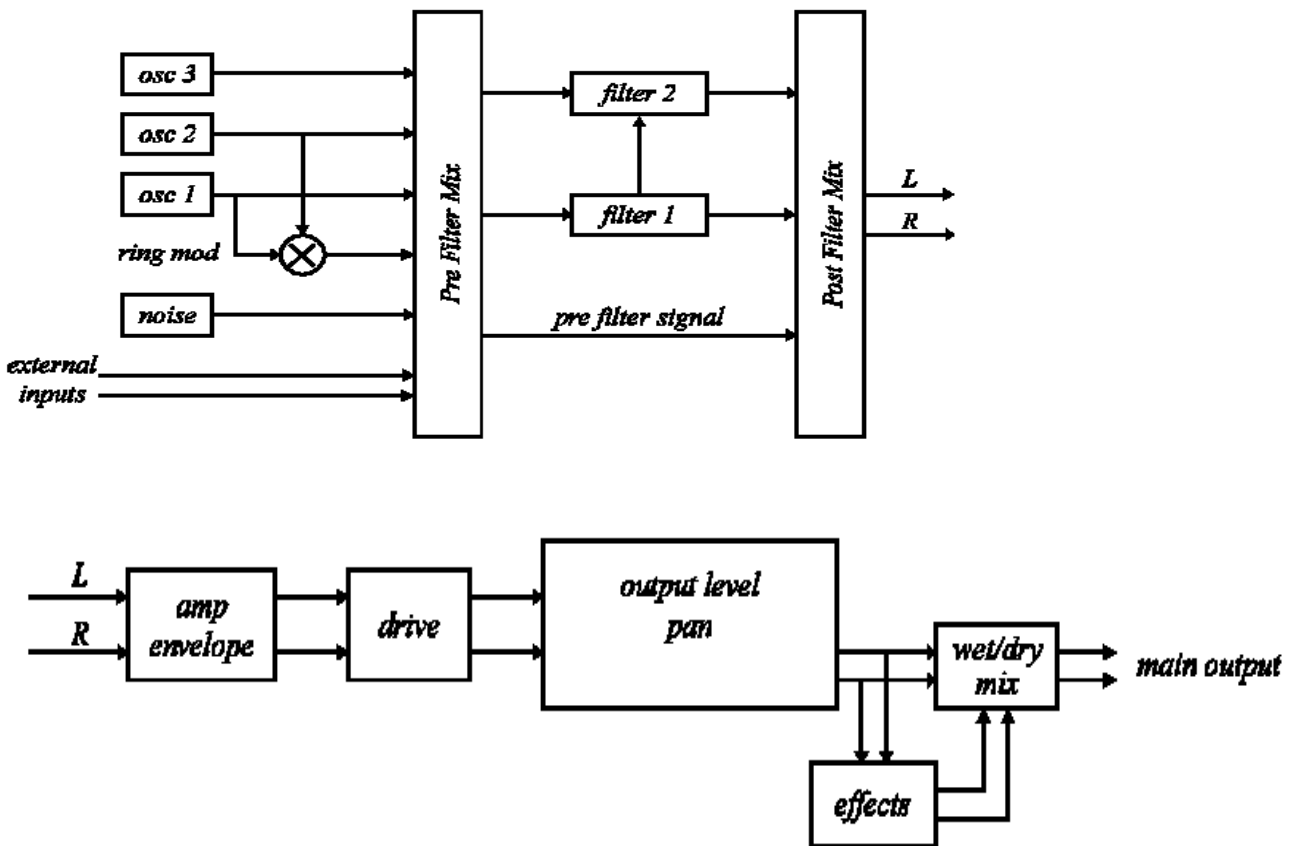 osc 3
osc 2
osc 1
ring mod
noise
external
inputs
Pre Filter Mix
filter 2
filter 1
pre filter signal
Post Filter Mix
L
R
L
R
amp
envelope
drive
output level
pan
wet/dry
mix
main output
effects